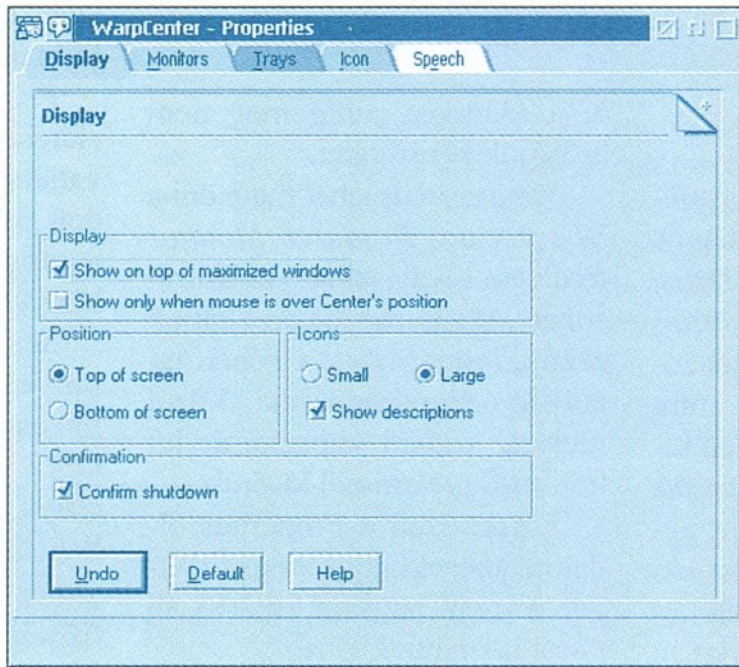 WarpCenter - Properties
Display Monitors Trays Icon Speech
Display
Display
Show on top of maximized windows
Show only when mouse is over Center's position
Position
Top of screen
Bottom of screen
Icons
Small Large
Show descriptions
Confirmation
Confirm shutdown
Undo Default Help